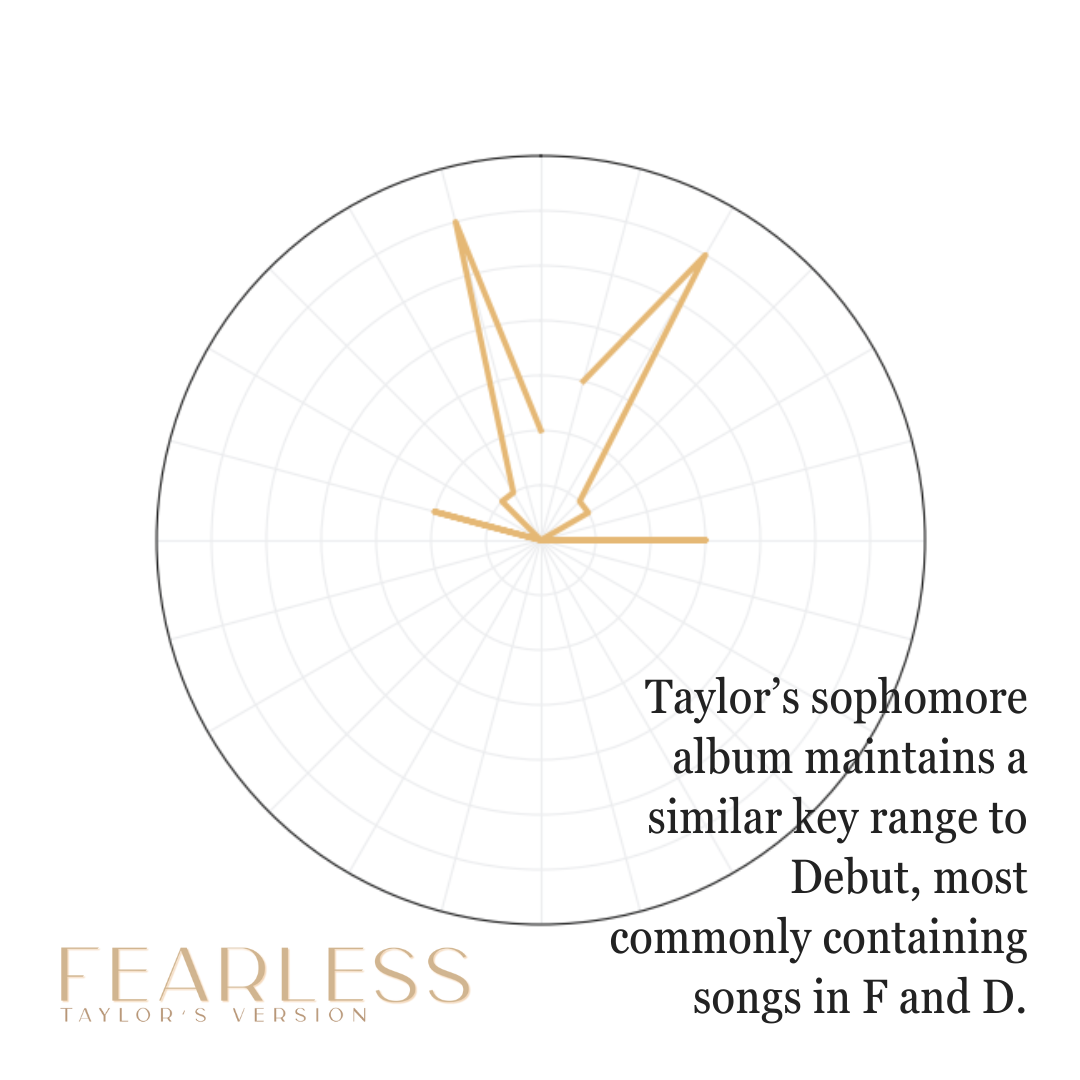 Taylor’s sophomore
album maintains a
similar key range to
Debut, most
commonly containing
songs in F and D.
FEARLESS
TAYLOR'S VERSION